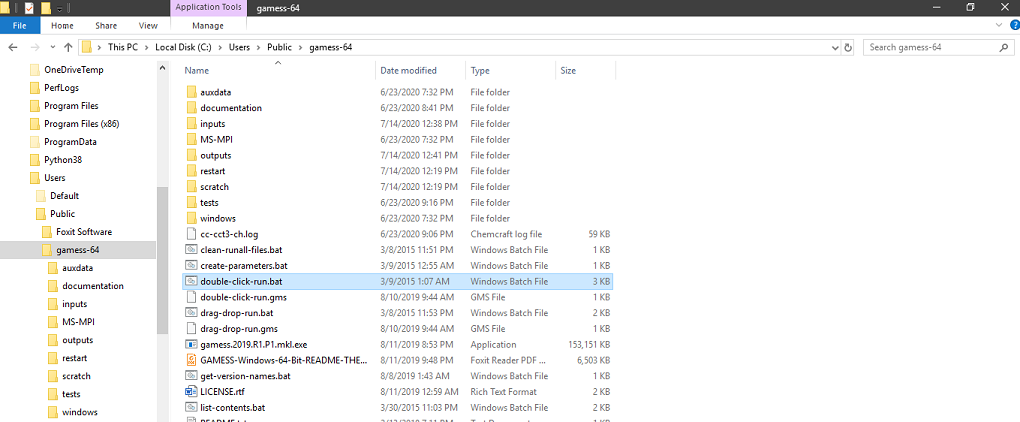 Application Tools gamess-64
File Home Share View Manage
This PC Local Disk (C:) Users Public gamess-64 Search gamess-64
OneDriveTemp
PerfLogs
Program Files
Program Files (x86)
ProgramData
Python38
Users
Default
Public
Foxit Software
gamess-64
auxdata
documentation
inputs
MS-MPI
outputs
restart
scratch
tests
windows
Name Date modified Type Size
auxdata 6/23/2020 7:32 PM File folder
documentation 6/23/2020 8:41 PM File folder
inputs 7/14/2020 12:38 PM File folder
MS-MPI 6/23/2020 7:32 PM File folder
outputs 7/14/2020 12:41 PM File folder
restart 7/14/2020 12:19 PM File folder
scratch 7/14/2020 12:19 PM File folder
tests 6/23/2020 9:16 PM File folder
windows 6/23/2020 7:32 PM File folder
cc-cct3-ch.log 6/23/2020 9:06 PM Chemcraft log file 59 KB
clean-runall-files.bat 3/8/2015 11:51 PM Windows Batch File 1 KB
create-parameters.bat 3/9/2015 12:55 AM Windows Batch File 1 KB
double-click-run.bat 3/9/2015 1:07 AM Windows Batch File 3 KB
double-click-run.gms 8/10/2019 9:44 AM GMS File 1 KB
drag-drop-run.bat 3/8/2015 11:53 PM Windows Batch File 2 KB
drag-drop-run.gms 8/10/2019 9:44 AM GMS File 1 KB
gamess.2019.R1.P1.mkl.exe 8/11/2019 8:53 PM Application 153,151 KB
GAMESS-Windows-64-Bit-README-THE... 8/11/2019 9:48 PM Foxit Reader PDF ... 6,503 KB
get-version-names.bat 8/8/2019 1:43 AM Windows Batch File 1 KB
LICENSE.rtf 8/11/2019 12:59 AM Rich Text Format 2 KB
list-contents.bat 3/30/2015 11:03 PM Windows Batch File 2 KB